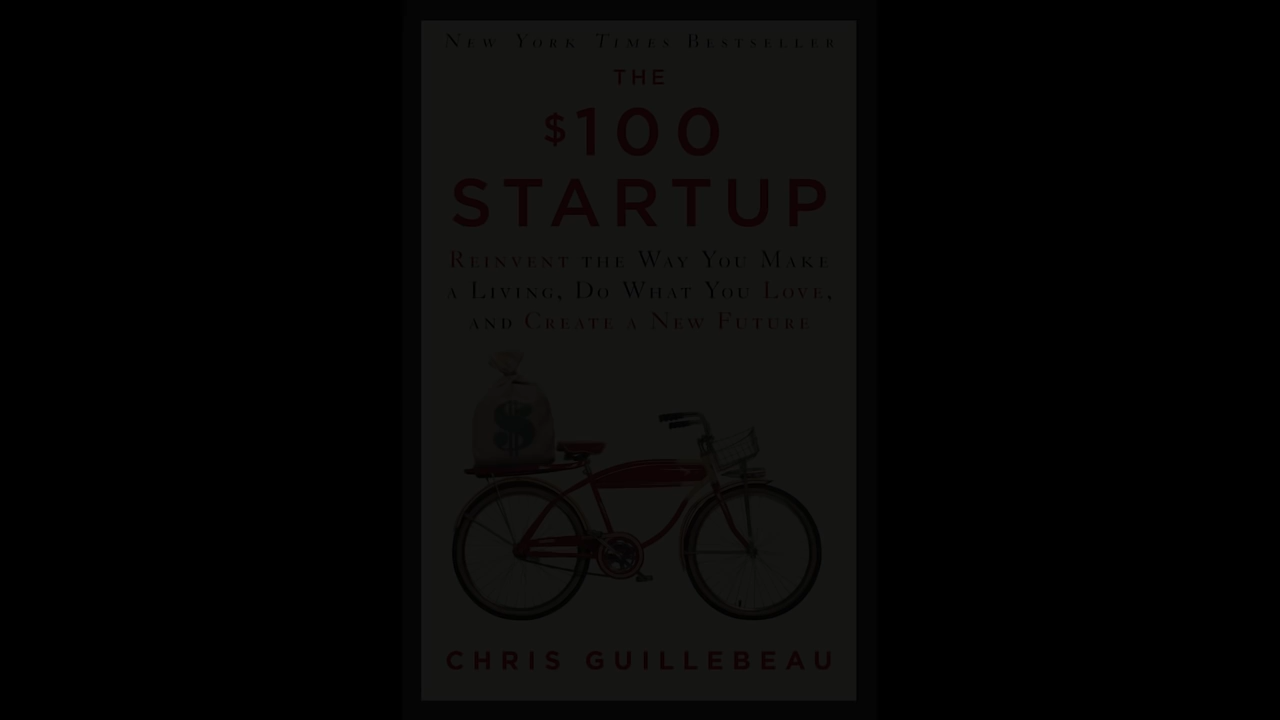 NEW YORK TIMES BESTSELLER
THE
$100
STARTUP
REINVENT THE WAY YOU MAKE
A LIVING, DO WHAT YOU LOVE,
AND CREATE A NEW FUTURE
$
CHRIS GUILLEBEAU